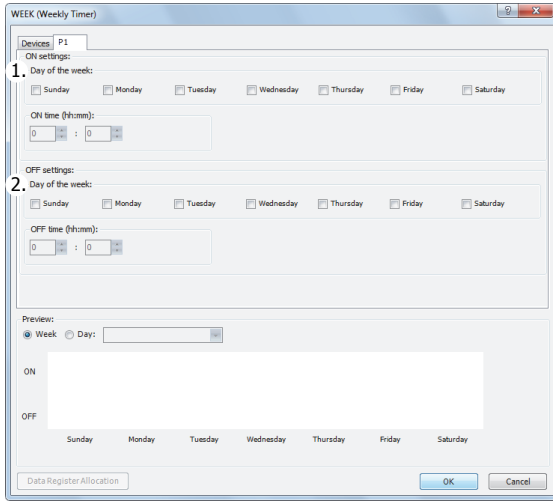 WEEK (Weekly Timer)
Devices P1
ON settings:
1. Day of the week:
Sunday Monday Tuesday Wednesday Thursday Friday Saturday
ON time (hh:mm):
0 : 0
OFF settings:
2. Day of the week:
Sunday Monday Tuesday Wednesday Thursday Friday Saturday
OFF time (hh:mm):
0 : 0
Preview:
Week Day:
ON
OFF
Sunday Monday Tuesday Wednesday Thursday Friday Saturday
Data Register Allocation OK Cancel